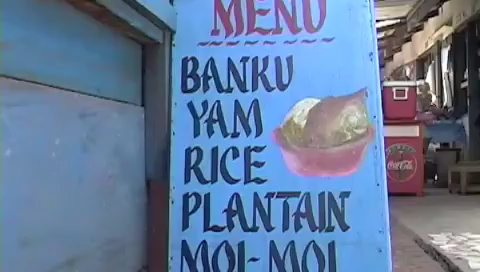 MENU
BANKU
YAM
RICE
PLANTAIN
MOI-MOI
Coca-Cola